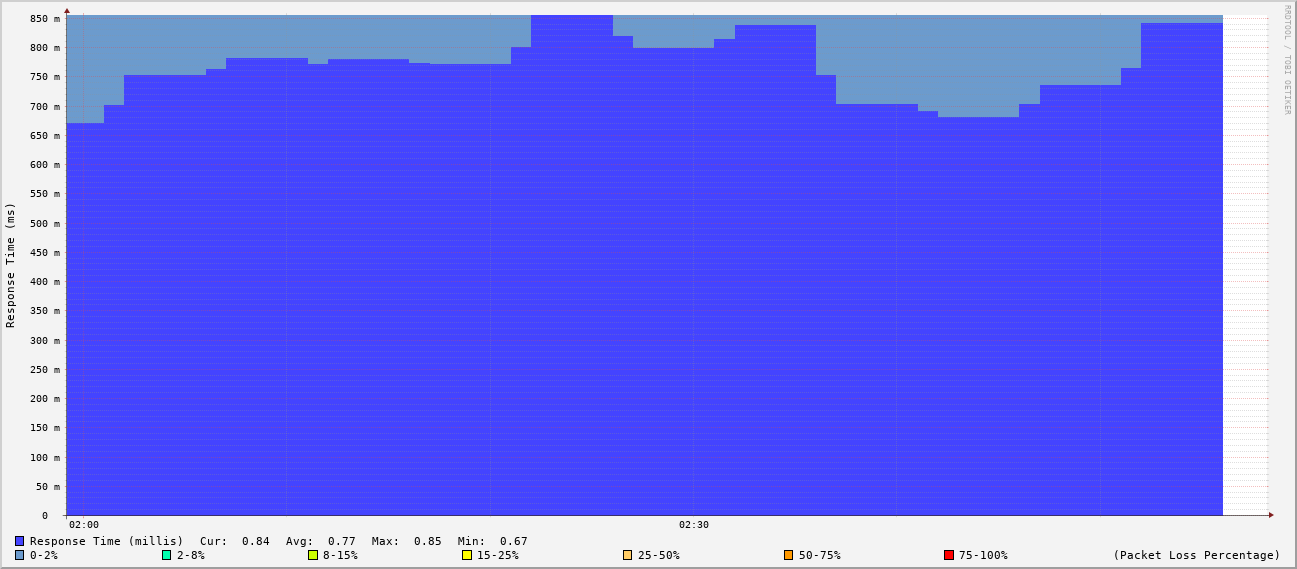 RRDTOOL / TOBI OETIKER
Response Time (ms)
850 m
800 m
750 m
700 m
650 m
600 m
550 m
500 m
450 m
400 m
350 m
300 m
250 m
200 m
150 m
100 m
50 m
0
02:00 02:30
Response Time (millis) Cur: 0.84 Avg: 0.77 Max: 0.85 Min: 0.67
0-2% 2-8% 8-15% 15-25% 25-50% 50-75% 75-100% (Packet Loss Percentage)